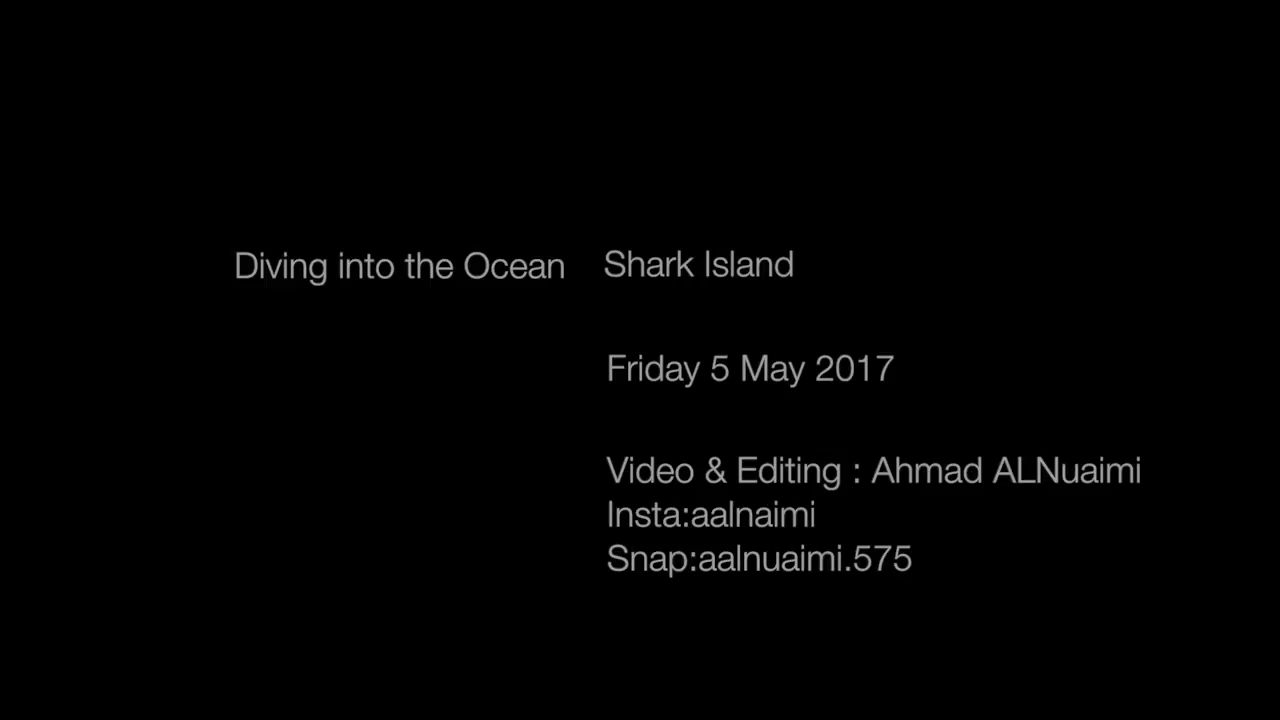 Diving into the Ocean Shark Island
Friday 5 May 2017
Video & Editing : Ahmad ALNuaimi
Insta:aalnaimi
Snap:aalnuaimi.575